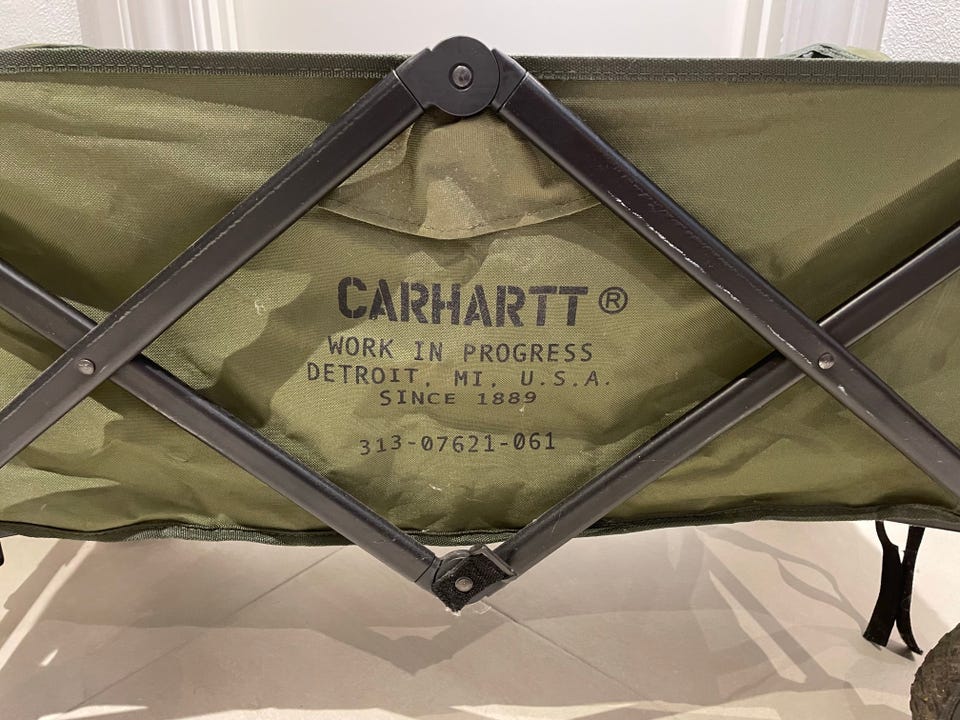 CARHARTT®
WORK IN PROGRESS
DETROIT, MI, U.S.A.
SINCE 1889
313-07621-061